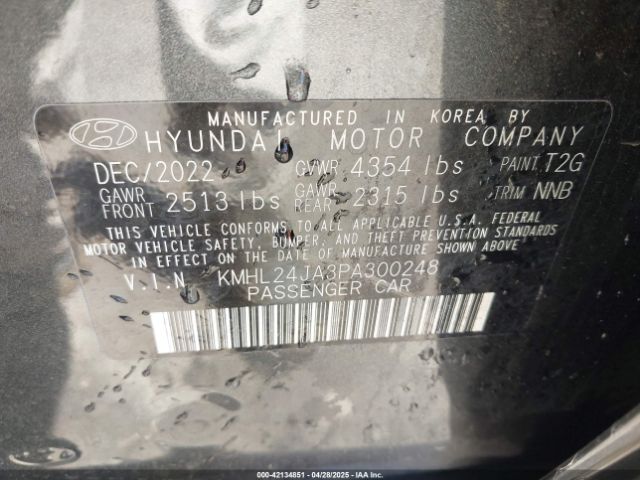 MANUFACTURED IN KOREA BY
HYUNDAI MOTOR COMPANY
DEC/2022 GVWR 4354 lbs PAINT T2G
GAWR FRONT 2513 lbs GAWR REAR 2315 lbs TRIM NNB
THIS VEHICLE CONFORMS TO ALL APPLICABLE U.S.A. FEDERAL
MOTOR VEHICLE SAFETY, BUMPER, AND THEFT PREVENTION STANDARDS
IN EFFECT ON THE DATE OF MANUFACTURE SHOWN ABOVE.
V.I.N KMHL24JA3PA300248
PASSENGER CAR
000-42134851 | 04/28/2025 - IAAI.COM